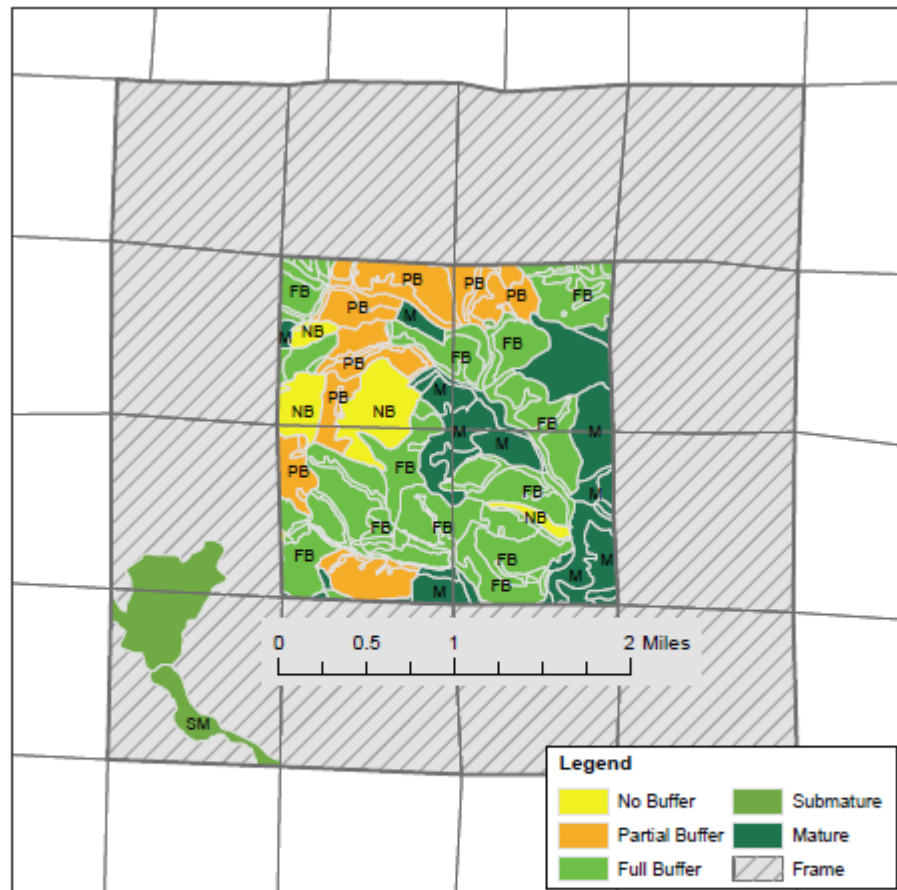 PB
PB
FB
PB
FB
PB
M
M
NB
FB
FB
PB
M
PB
NB
NB
FB
M
M
M
FB
PB
M
FB
NB
FB
FB
FB
FB
M
M
FB
M
0 0.5 1 2 Miles
SM
Legend
No Buffer
Submature
Partial Buffer
Mature
Full Buffer
Frame